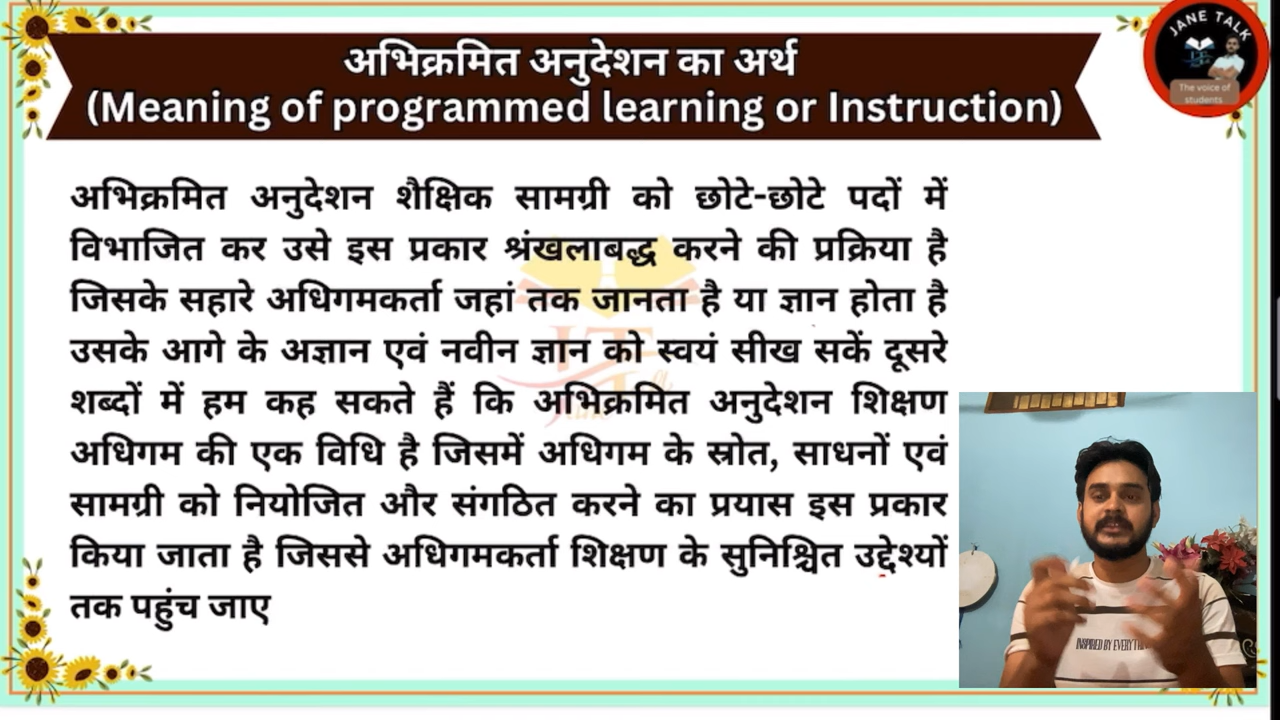 अभिक्रमित अनुदेशन का अर्थ
(Meaning of programmed learning or Instruction)
JANE TALK
The voice of
students
अभिक्रमित अनुदेशन शैक्षिक सामग्री को छोटे-छोटे पदों में
विभाजित कर उसे इस प्रकार श्रंखलाबद्ध करने की प्रक्रिया है
जिसके सहारे अधिगमकर्ता जहां तक जानता है या ज्ञान होता है
उसके आगे के अज्ञान एवं नवीन ज्ञान को स्वयं सीख सकें दूसरे
शब्दों में हम कह सकते हैं कि अभिक्रमित अनुदेशन शिक्षण
अधिगम की एक विधि है जिसमें अधिगम के स्रोत, साधनों एवं
सामग्री को नियोजित और संगठित करने का प्रयास इस प्रकार
किया जाता है जिससे अधिगमकर्ता शिक्षण के सुनिश्चित उद्देश्यों
तक पहुंच जाए
INSPIRED BY